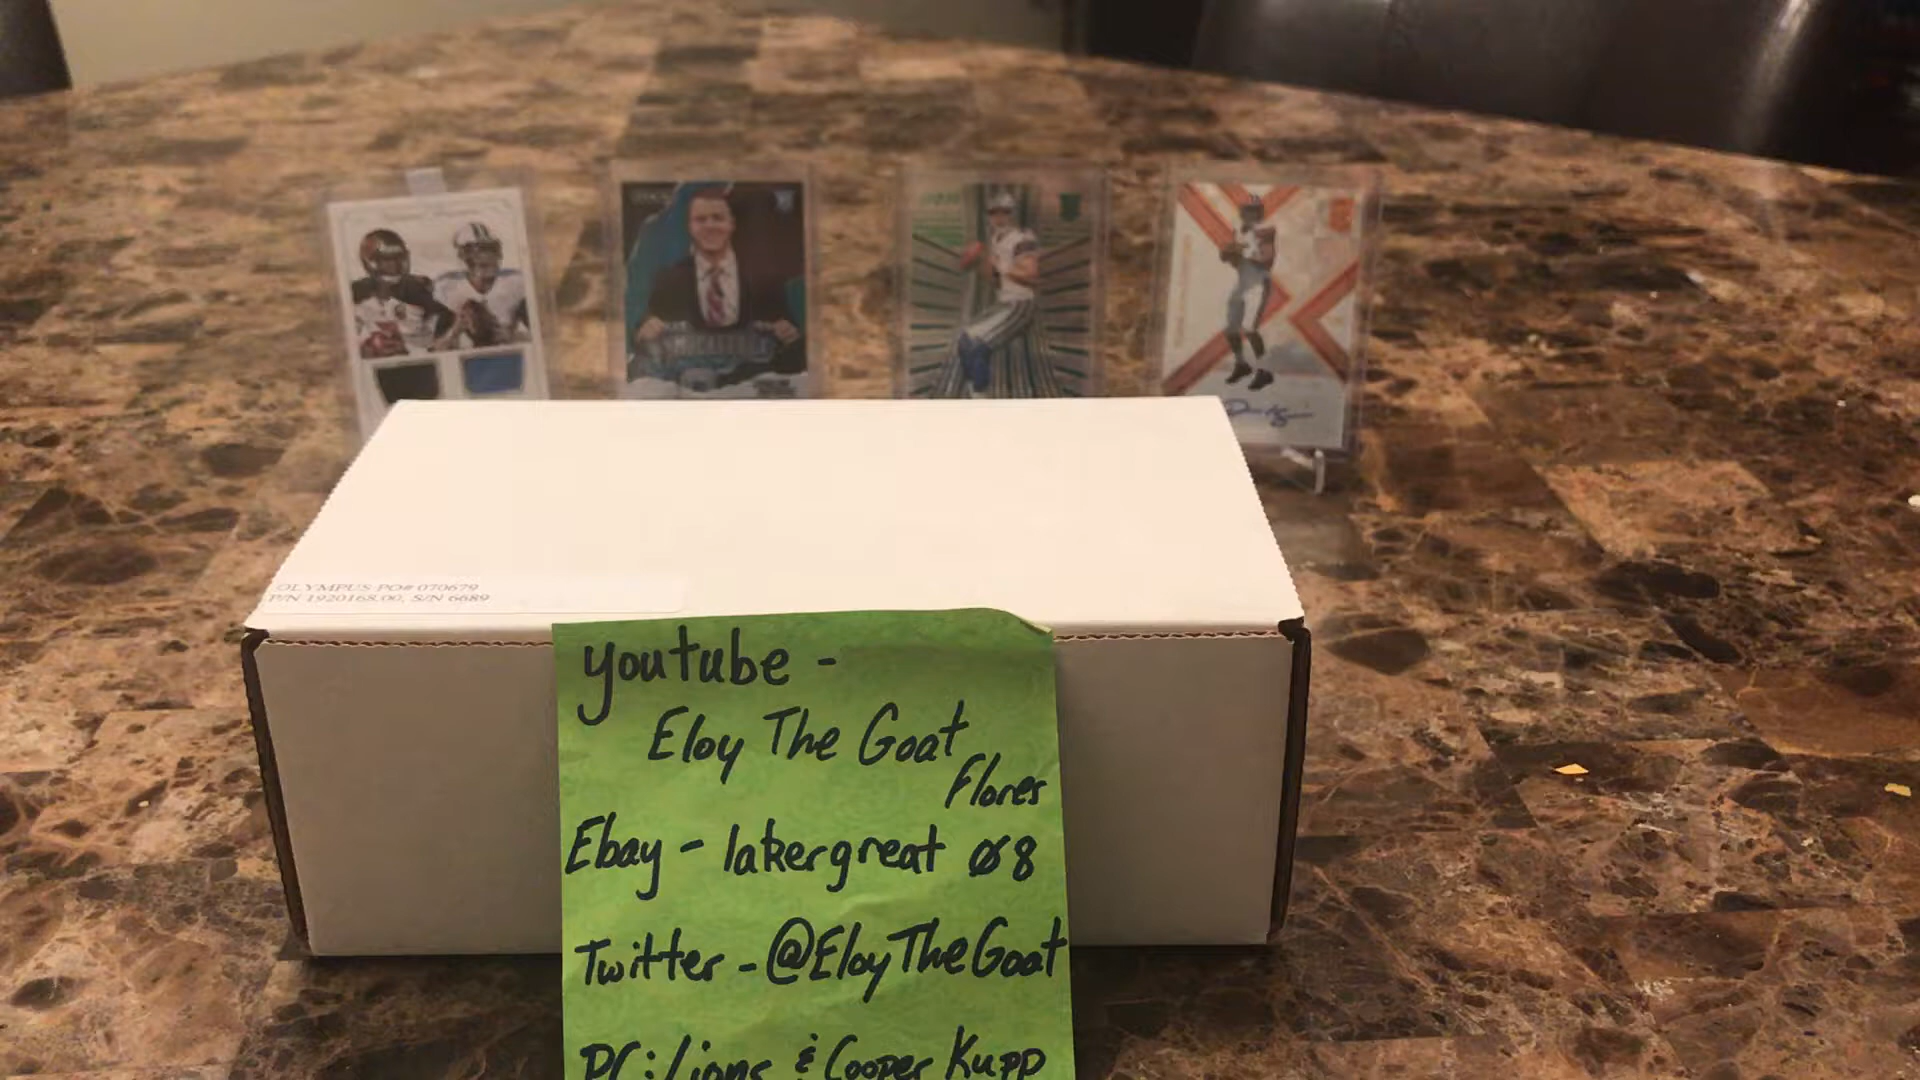 OLYMPUS PO# 070679
P/N 1920168.00, S/N 6689
youtube -
Eloy The Goat
Flores
Ebay - lakergreat Ø8
Twitter - @EloyTheGoat
PC: Lions & Cooper Kupp